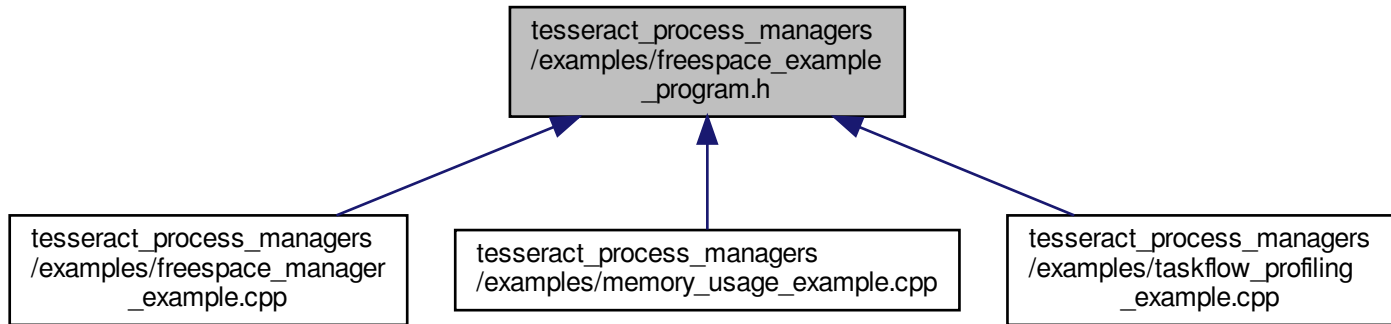 tesseract_process_managers
/examples/freespace_example
_program.h
tesseract_process_managers
/examples/freespace_manager
_example.cpp
tesseract_process_managers
/examples/memory_usage_example.cpp
tesseract_process_managers
/examples/taskflow_profiling
_example.cpp